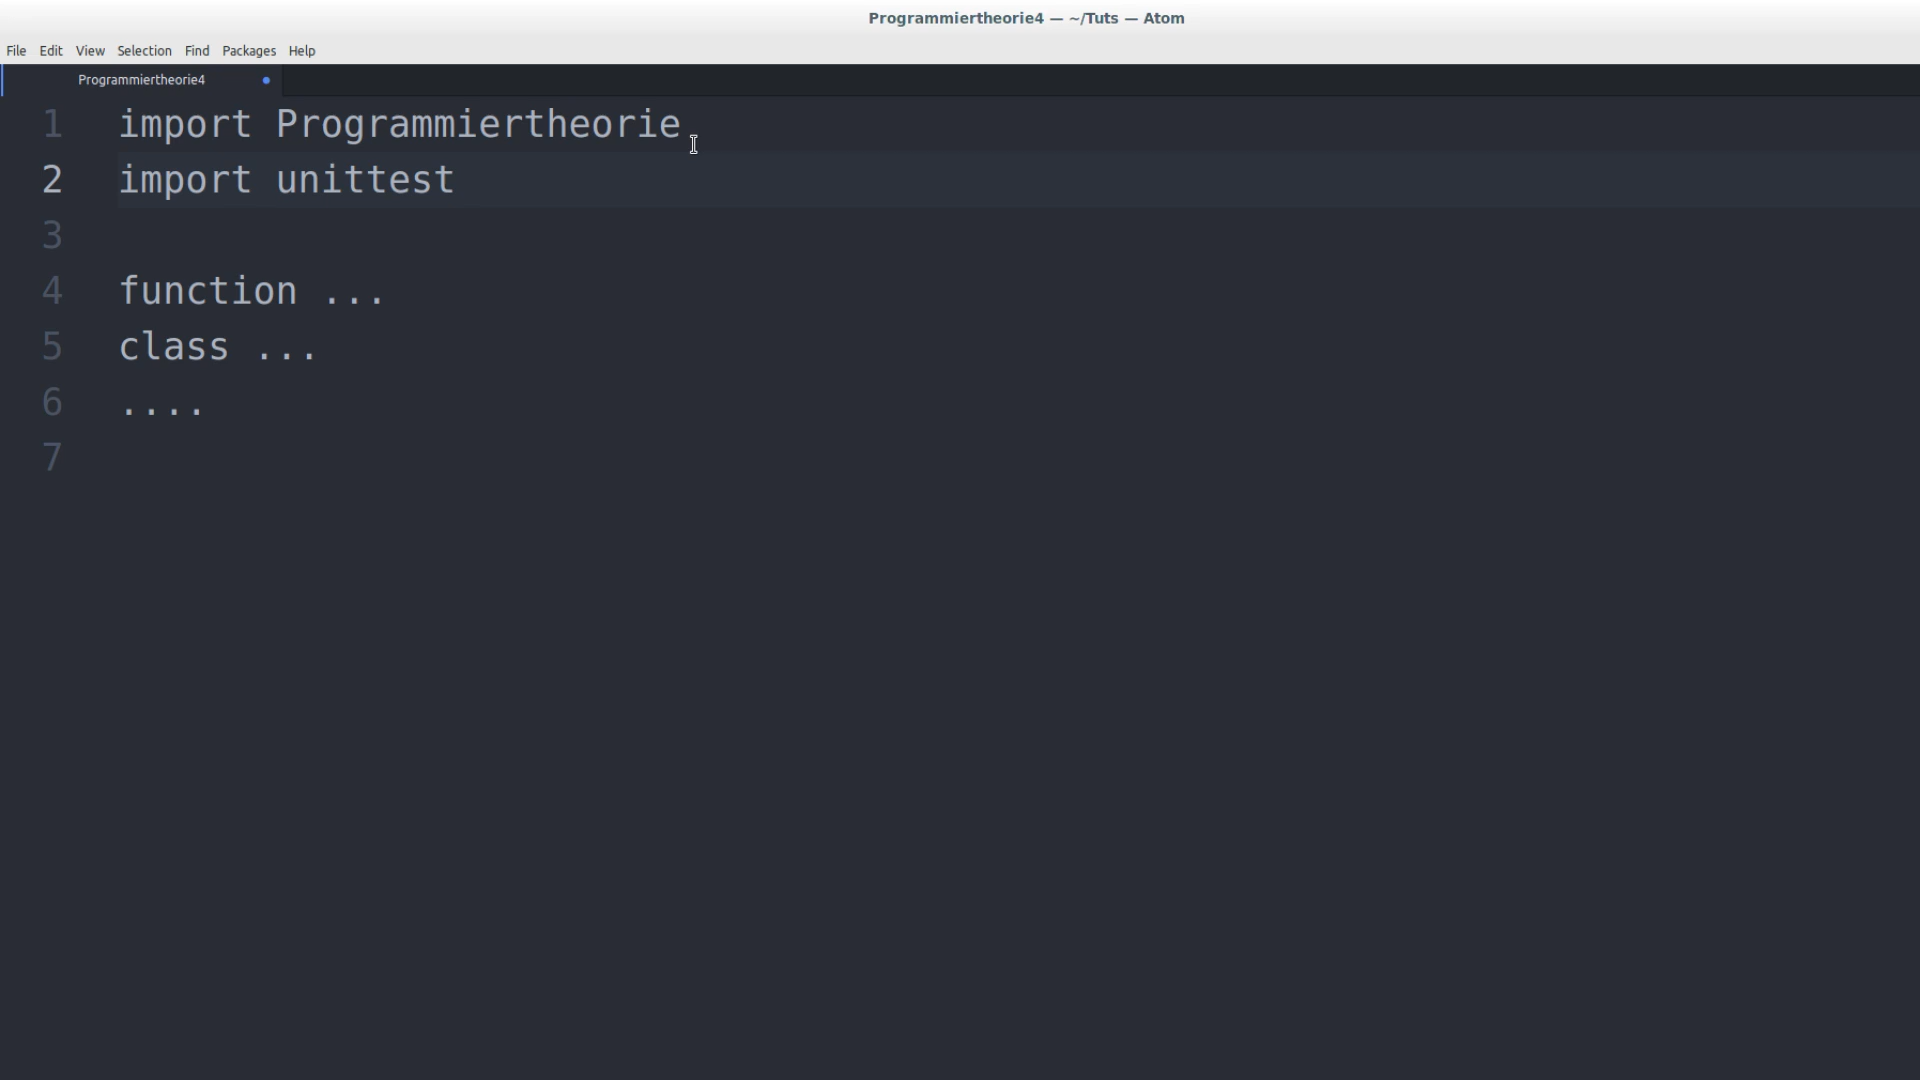 Programmiertheorie4 — ~/Tuts — Atom
File Edit View Selection Find Packages Help
Programmiertheorie4
1 import Programmiertheorie
2 import unittest
3
4 function ...
5 class ...
6 ....
7